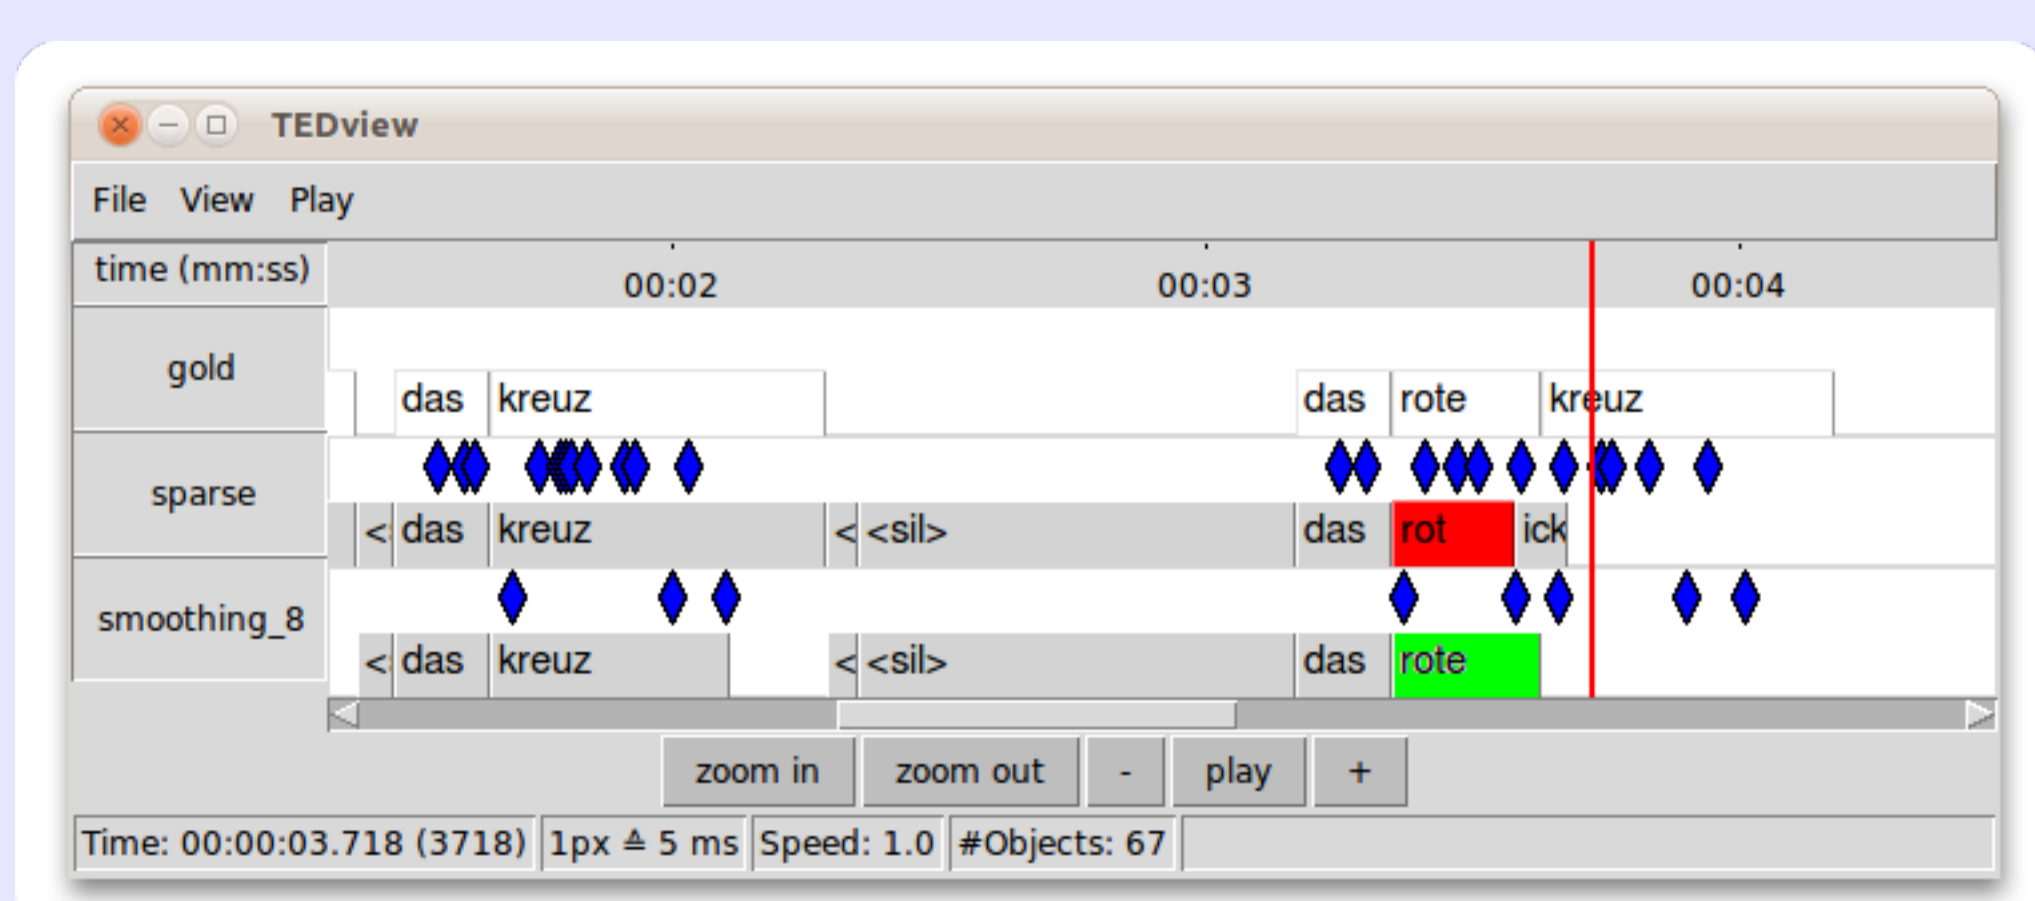 TEDview
File View Play
time (mm:ss) 00:02 00:03 00:04
gold
das kreuz das rote kreuz
sparse
< das kreuz < <sil> das rot ick
smoothing_8
< das kreuz < <sil> das rote
zoom in zoom out - play +
Time: 00:00:03.718 (3718) 1px ≙ 5 ms Speed: 1.0 #Objects: 67